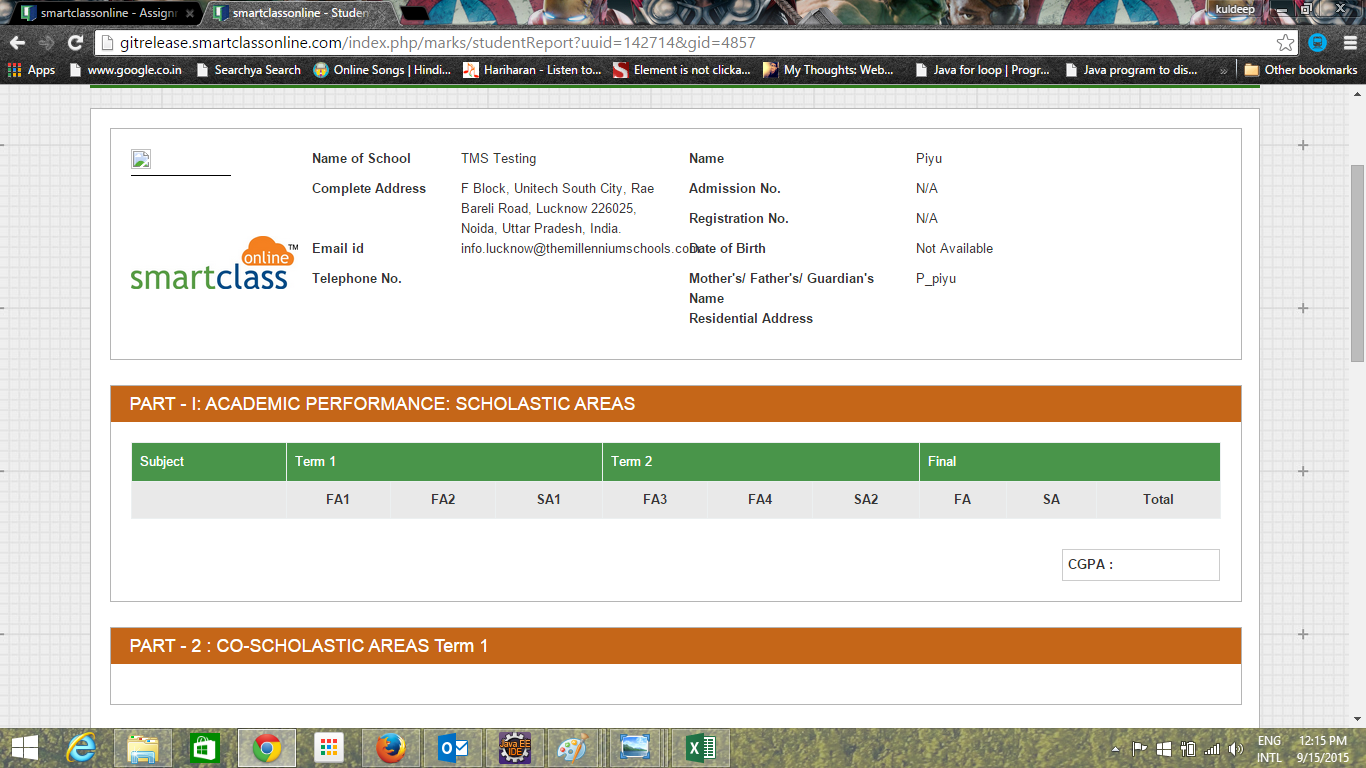 smartclassonline - Assignm
smartclassonline - Studen
kuldeep
gitrelease.smartclassonline.com/index.php/marks/studentReport?uuid=142714&gid=4857
Apps
www.google.co.in
Searchya Search
Online Songs | Hindi...
Hariharan - Listen to...
Element is not clicka...
My Thoughts: Web...
Java for loop | Progr...
Java program to dis...
»
Other bookmarks
Name of School TMS Testing Name Piyu
Complete Address F Block, Unitech South City, Rae Admission No. N/A
Bareli Road, Lucknow 226025, Registration No. N/A
Noida, Uttar Pradesh, India.
Email id info.lucknow@themillenniumschools.com Date of Birth Not Available
online™
smartclass
Telephone No. Mother's/ Father's/ Guardian's P_piyu
Name
Residential Address
PART - I: ACADEMIC PERFORMANCE: SCHOLASTIC AREAS
Subject Term 1 Term 2 Final
FA1 FA2 SA1 FA3 FA4 SA2 FA SA Total
CGPA :
PART - 2 : CO-SCHOLASTIC AREAS Term 1
Java EE
IDE
ENG 12:15 PM
INTL 9/15/2015